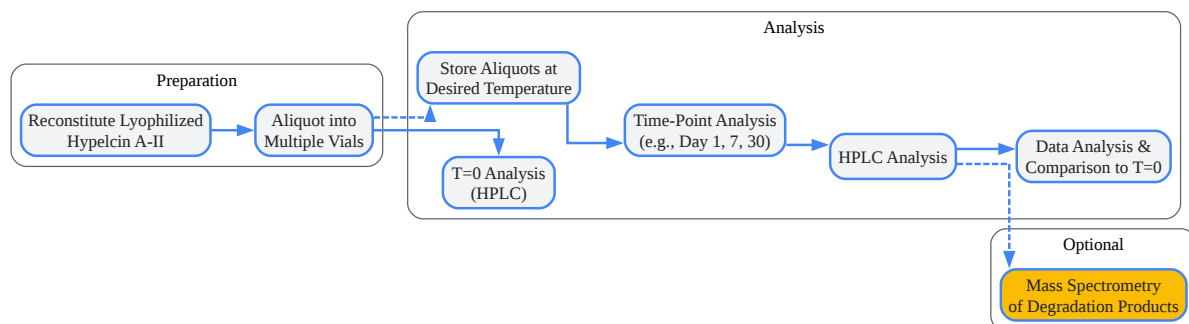 Preparation
Reconstitute Lyophilized
Hypelcin A-II
Aliquot into
Multiple Vials
Analysis
Store Aliquots at
Desired Temperature
T=0 Analysis
(HPLC)
Time-Point Analysis
(e.g., Day 1, 7, 30)
HPLC Analysis
Data Analysis &
Comparison to T=0
Optional
Mass Spectrometry
of Degradation Products